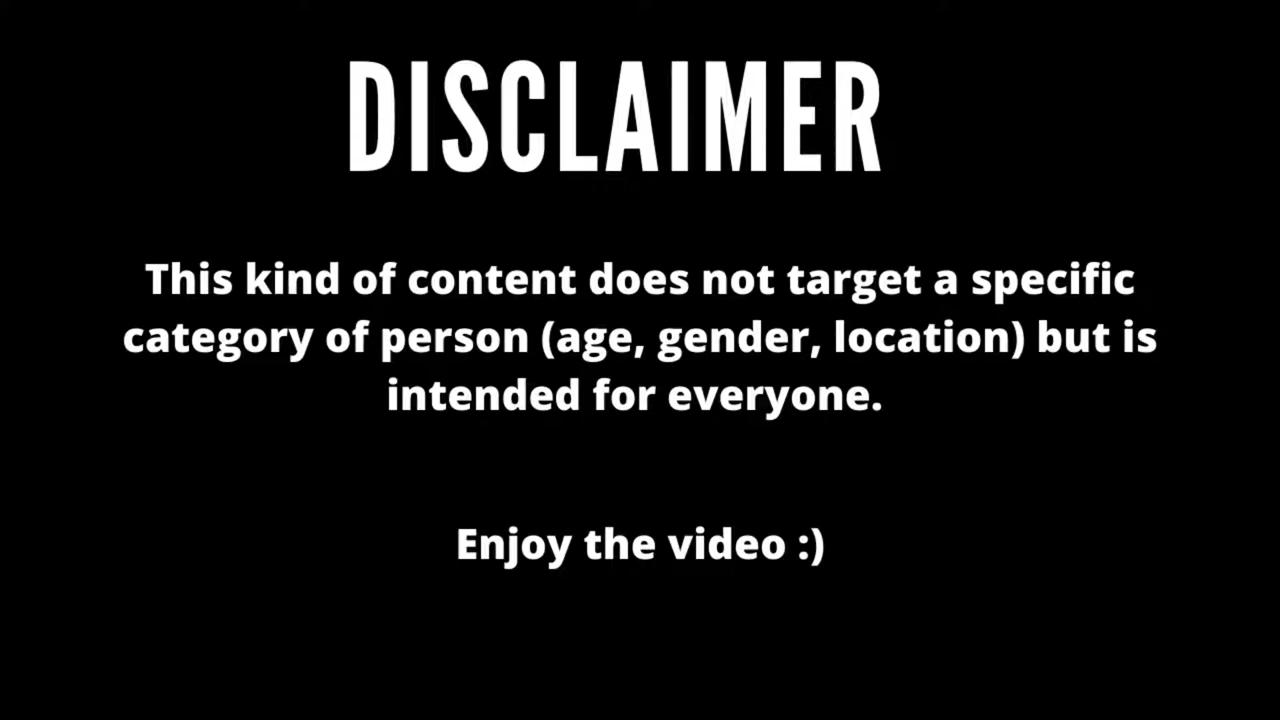 DISCLAIMER
This kind of content does not target a specific
category of person (age, gender, location) but is
intended for everyone.
Enjoy the video :)